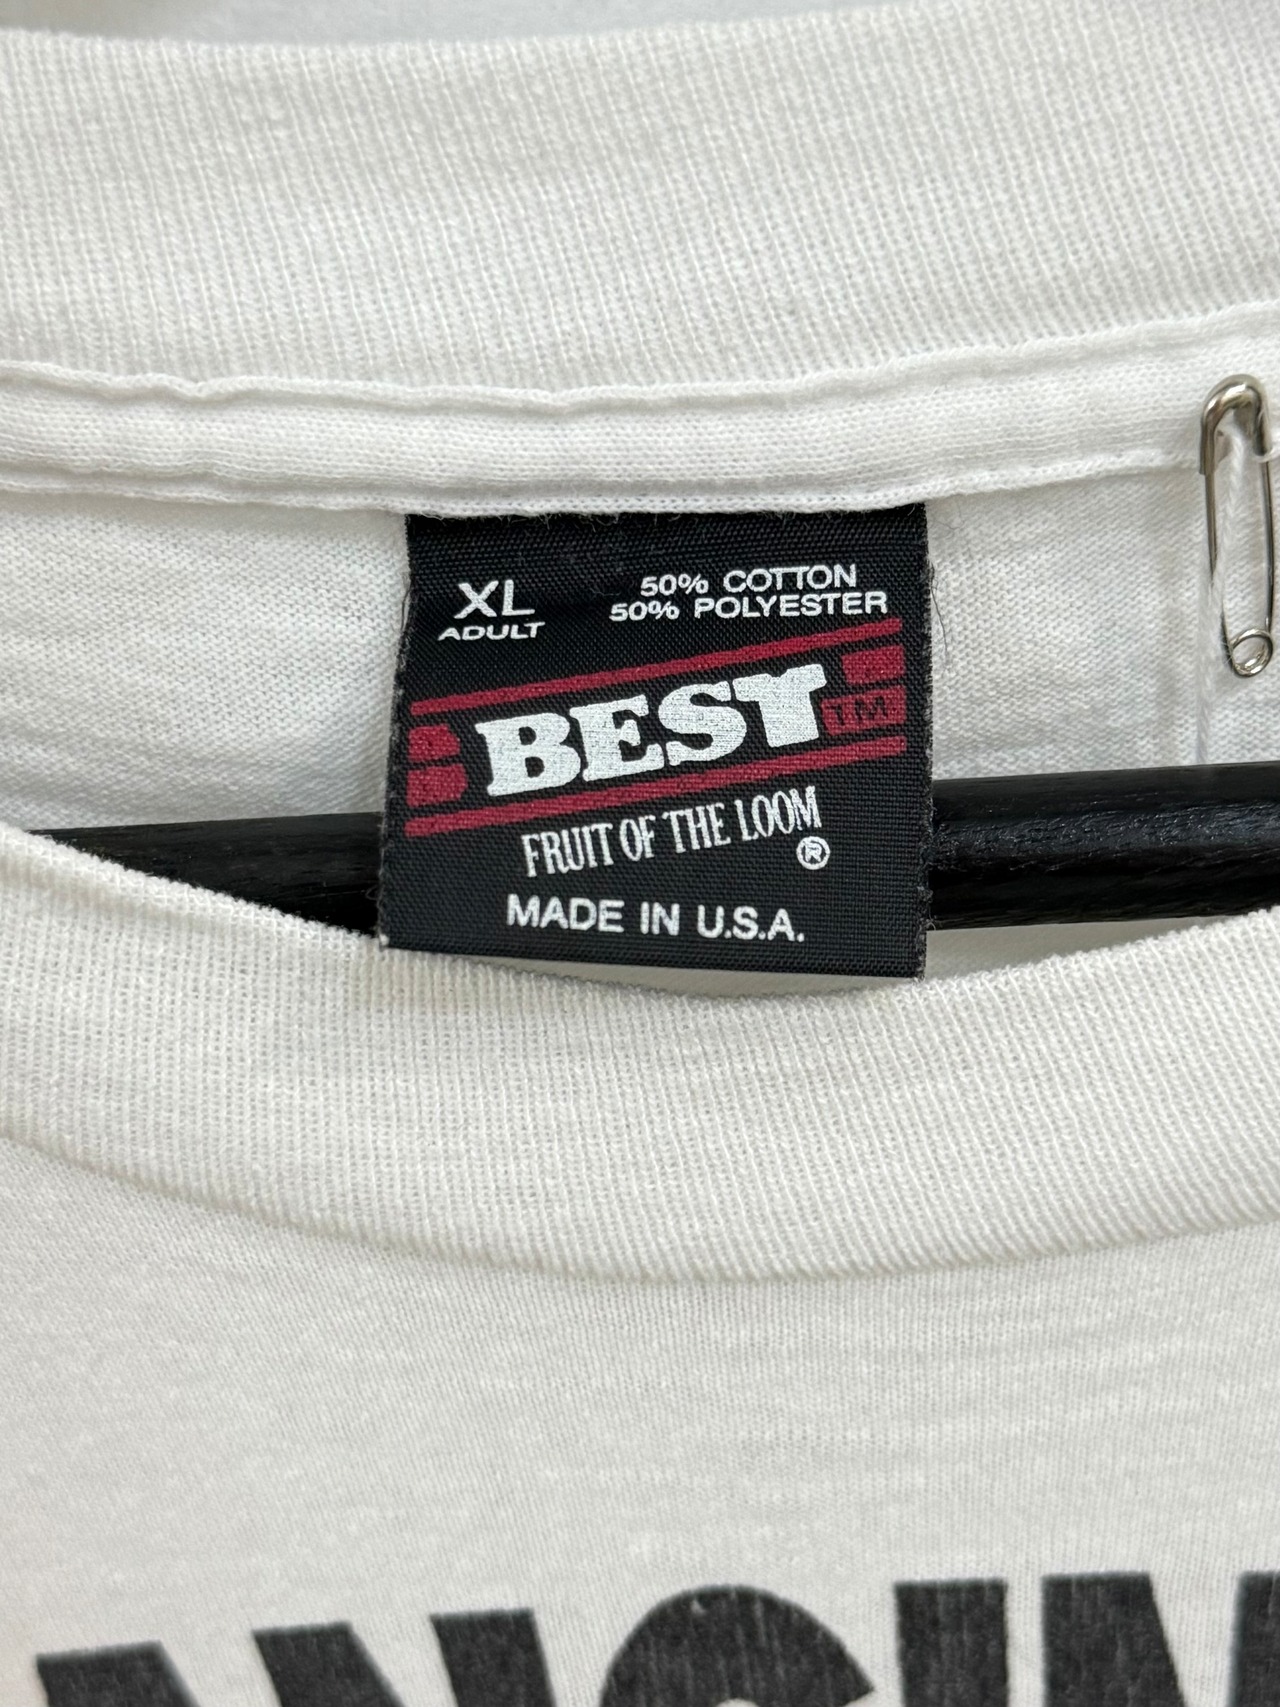 XL
ADULT
50% COTTON
50% POLYESTER
BEST TM
FRUIT OF THE LOOM
®
MADE IN U.S.A.